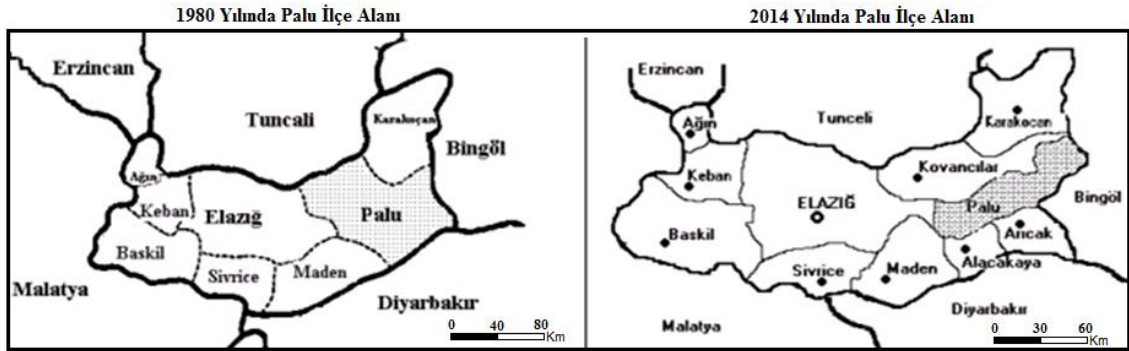 1980 Yılında Palu İlçe Alanı
Erzincan
Tuncali
Karakoçan
Bingöl
Ağın
Keban
Elazığ
Palu
Baskil
Sivrice
Maden
Malatya
Diyarbakır
0 40 80
Km
2014 Yılında Palu İlçe Alanı
Erzincan
Ağın
Tunceli
Karakocan
Keban
Kovancılar
ELAZIĞ
Palu
Bingöl
Baskil
Arıcak
Alacakaya
Sivrice
Maden
Diyarbakır
Malatya
0 30 60
Km